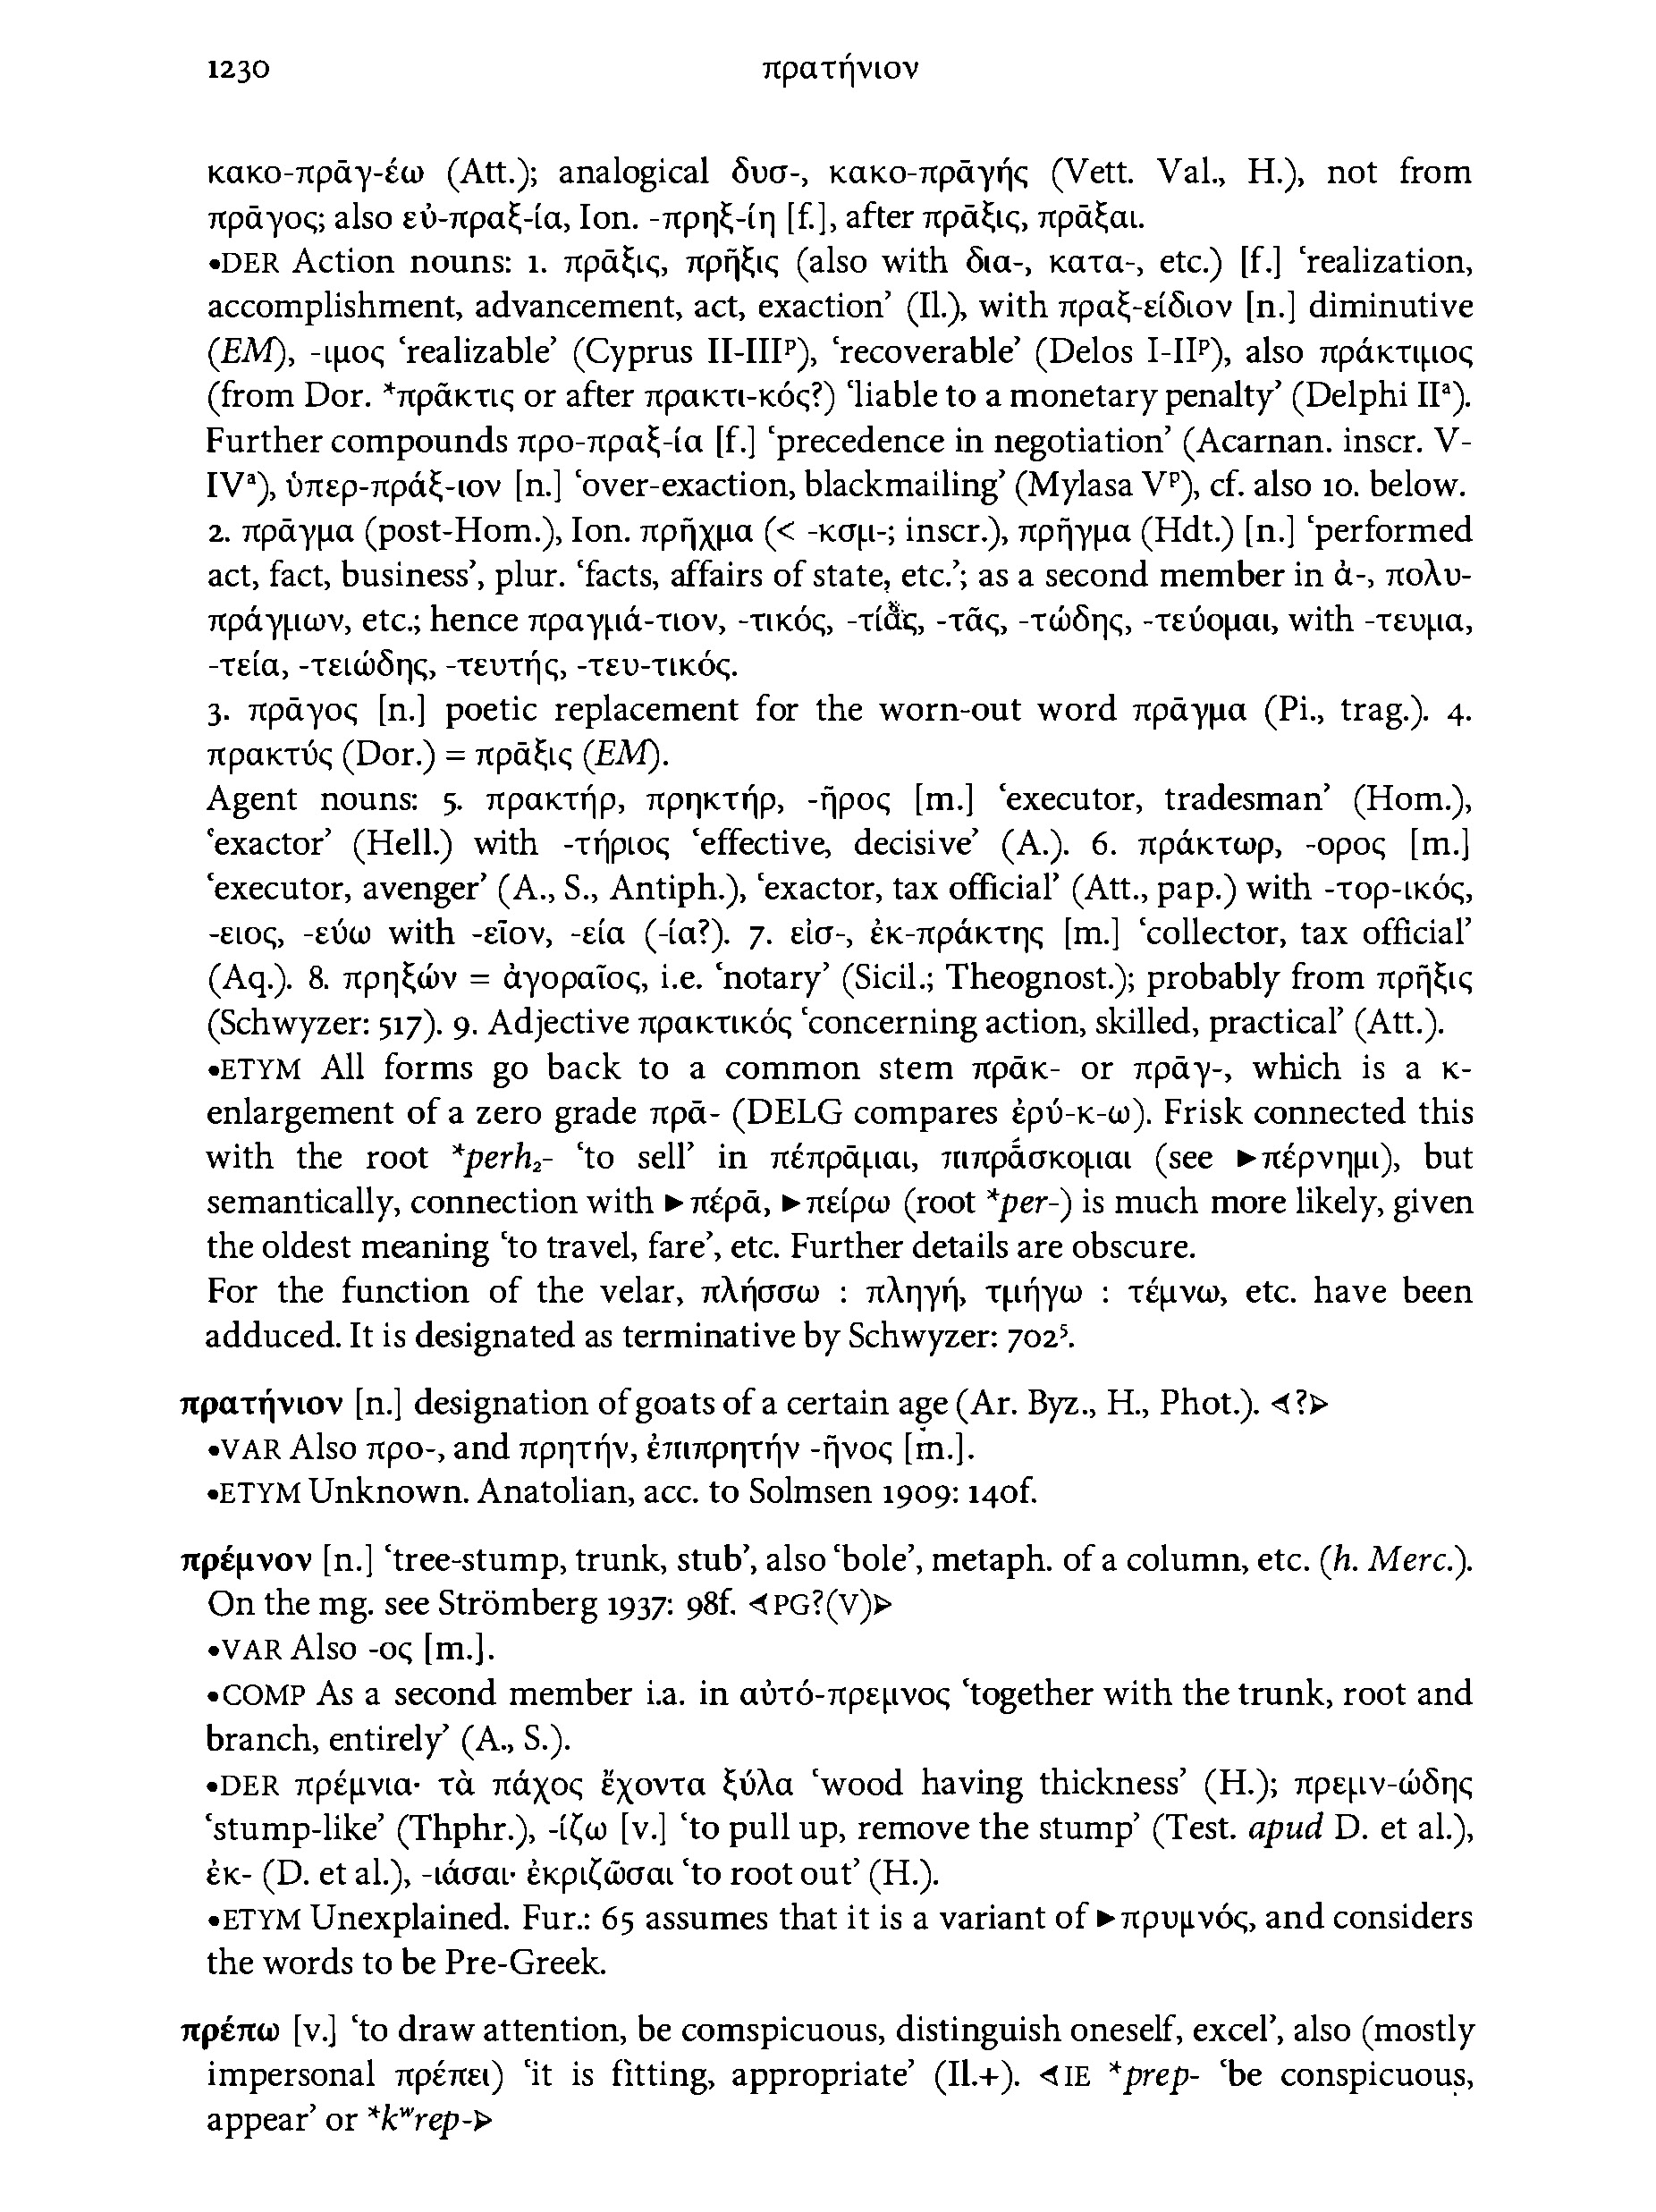 1230 πρατήνιον
κακο-πρᾱγ-έω (Att.); analogical δυσ-, κακο-πρᾱγής (Vett. Val., H.), not from
πρᾶγος; also εὐ-πραξ-ία, Ion. -πρηξ-ίη [f.], after πρᾶξις, πρᾶξαι.
•DER Action nouns: 1. πρᾶξις, πρῆξις (also with δια-, κατα-, etc.) [f.] ‘realization,
accomplishment, advancement, act, exaction’ (Il.), with πραξ-είδιον [n.] diminutive
(EM), -ιμος ‘realizable’ (Cyprus II-IIIᵖ), ‘recoverable’ (Delos I-IIᵖ), also πράκτιμος
(from Dor. *πρᾶκτις or after πρακτι-κός?) ‘liable to a monetary penalty’ (Delphi IIᵃ).
Further compounds προ-πραξ-ία [f.] ‘precedence in negotiation’ (Acarnan. inscr. V-
IVᵃ), ὑπερ-πράξ-ιον [n.] ‘over-exaction, blackmailing’ (Mylasa Vᵖ), cf. also 10. below.
2. πρᾶγμα (post-Hom.), Ion. πρῆχμα (< -κσμ-; inscr.), πρῆγμα (Hdt.) [n.] ‘performed
act, fact, business’, plur. ‘facts, affairs of state, etc.’; as a second member in ἀ-, πολυ-
πράγμων, etc.; hence πραγμά-τιον, -τικός, -τίας, -τᾶς, -τώδης, -τεύομαι, with -τευμα,
-τεία, -τειώδης, -τευτής, -τευ-τικός.
3. πρᾶγος [n.] poetic replacement for the worn-out word πρᾶγμα (Pi., trag.). 4.
πρακτύς (Dor.) = πρᾶξις (EM).
Agent nouns: 5. πρακτήρ, πρηκτήρ, -ῆρος [m.] ‘executor, tradesman’ (Hom.),
‘exactor’ (Hell.) with -τήριος ‘effective, decisive’ (A.). 6. πράκτωρ, -ορος [m.]
‘executor, avenger’ (A., S., Antiph.), ‘exactor, tax official’ (Att., pap.) with -τορ-ικός,
-ειος, -εύω with -εῖον, -εία (-ία?). 7. εἰσ-, ἐκ-πράκτης [m.] ‘collector, tax official’
(Aq.). 8. πρηξών = ἀγοραῖος, i.e. ‘notary’ (Sicil.; Theognost.); probably from πρῆξις
(Schwyzer: 517). 9. Adjective πρακτικός ‘concerning action, skilled, practical’ (Att.).
•ETYM All forms go back to a common stem πρᾱκ- or πρᾱγ-, which is a κ-
enlargement of a zero grade πρᾱ- (DELG compares ἐρύ-κ-ω). Frisk connected this
with the root *perh₂- ‘to sell’ in πέπρᾱμαι, πιπρᾱ́σκομαι (see ►πέρνημι), but
semantically, connection with ►πέρᾱ, ►πείρω (root *per-) is much more likely, given
the oldest meaning ‘to travel, fare’, etc. Further details are obscure.
For the function of the velar, πλήσσω : πληγή, τμήγω : τέμνω, etc. have been
adduced. It is designated as terminative by Schwyzer: 702⁵.
πρατήνιον [n.] designation of goats of a certain age (Ar. Byz., H., Phot.). ⊲?⊳
•VAR Also προ-, and πρητήν, ἐπιπρητήν -ῆνος [m.].
•ETYM Unknown. Anatolian, acc. to Solmsen 1909: 140f.
πρέμνον [n.] ‘tree-stump, trunk, stub’, also ‘bole’, metaph. of a column, etc. (h. Merc.).
On the mg. see Strömberg 1937: 98f. ⊲PG?(V)⊳
•VAR Also -ος [m.].
•COMP As a second member i.a. in αὐτό-πρεμνος ‘together with the trunk, root and
branch, entirely’ (A., S.).
•DER πρέμνια· τὰ πάχος ἔχοντα ξύλα ‘wood having thickness’ (H.); πρεμν-ώδης
‘stump-like’ (Thphr.), -ίζω [v.] ‘to pull up, remove the stump’ (Test. apud D. et al.),
ἐκ- (D. et al.), -ιάσαι· ἐκριζῶσαι ‘to root out’ (H.).
•ETYM Unexplained. Fur.: 65 assumes that it is a variant of ►πρυμνός, and considers
the words to be Pre-Greek.
πρέπω [v.] ‘to draw attention, be comspicuous, distinguish oneself, excel’, also (mostly
impersonal πρέπει) ‘it is fitting, appropriate’ (Il.+). ⊲IE *prep- ‘be conspicuous,
appear’ or *kʷrep-⊳